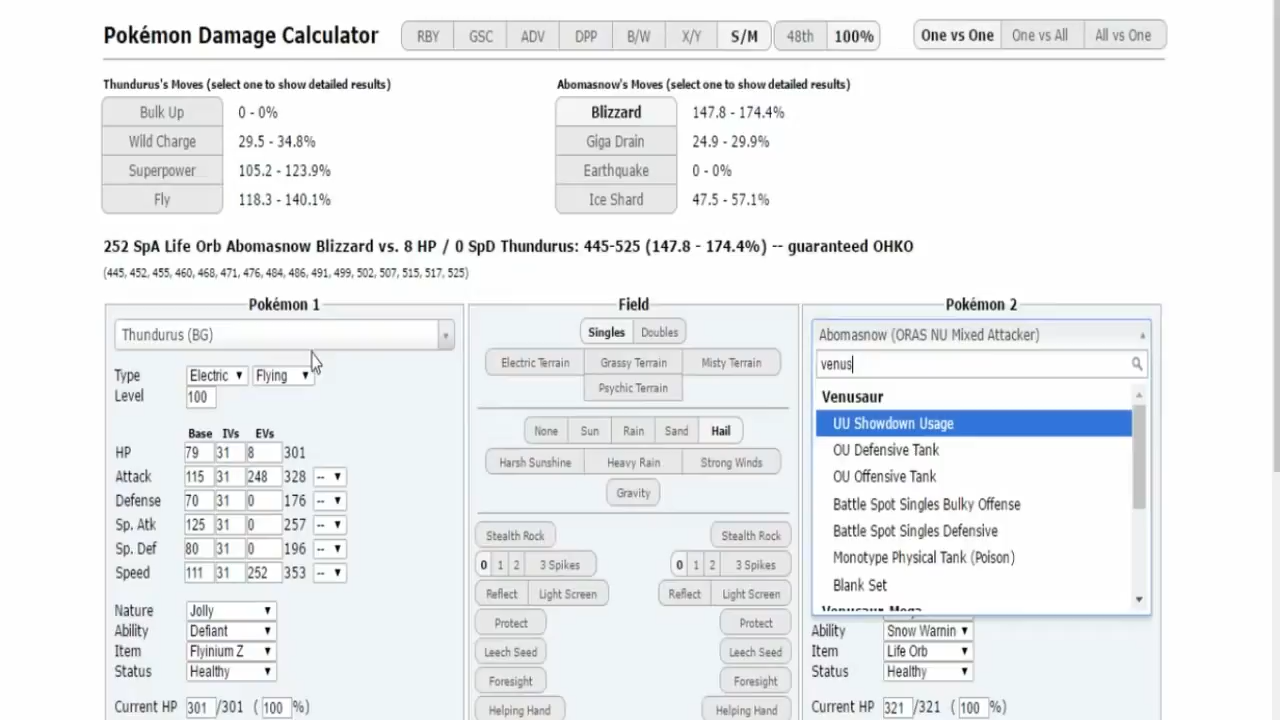 Pokémon Damage Calculator RBY GSC ADV DPP B/W X/Y S/M 48th 100% One vs One One vs All All vs One
Thundurus's Moves (select one to show detailed results) Abomasnow's Moves (select one to show detailed results)
Bulk Up 0 - 0% Blizzard 147.8 - 174.4%
Wild Charge 29.5 - 34.8% Giga Drain 24.9 - 29.9%
Superpower 105.2 - 123.9% Earthquake 0 - 0%
Fly 118.3 - 140.1% Ice Shard 47.5 - 57.1%
252 SpA Life Orb Abomasnow Blizzard vs. 8 HP / 0 SpD Thundurus: 445-525 (147.8 - 174.4%) -- guaranteed OHKO
(445, 452, 455, 460, 468, 471, 476, 484, 486, 491, 499, 502, 507, 515, 517, 525)
Pokémon 1
Thundurus (BG)
Type Electric Flying
Level 100
Base IVs EVs
HP 79 31 8 301
Attack 115 31 248 328 --
Defense 70 31 0 176 --
Sp. Atk 125 31 0 257 --
Sp. Def 80 31 0 196 --
Speed 111 31 252 353 --
Nature Jolly
Ability Defiant
Item Flyinium Z
Status Healthy
Current HP 301 /301 ( 100 %)
Field
Singles Doubles
Electric Terrain Grassy Terrain Misty Terrain
Psychic Terrain
None Sun Rain Sand Hail
Harsh Sunshine Heavy Rain Strong Winds
Gravity
Stealth Rock Stealth Rock
0 1 2 3 Spikes 0 1 2 3 Spikes
Reflect Light Screen Reflect Light Screen
Protect Protect
Leech Seed Leech Seed
Foresight Foresight
Helping Hand Helping Hand
Pokémon 2
Abomasnow (ORAS NU Mixed Attacker)
venus
Venusaur
UU Showdown Usage
OU Defensive Tank
OU Offensive Tank
Battle Spot Singles Bulky Offense
Battle Spot Singles Defensive
Monotype Physical Tank (Poison)
Blank Set
Venusaur Mega
Ability Snow Warnin
Item Life Orb
Status Healthy
Current HP 321 /321 ( 100 %)